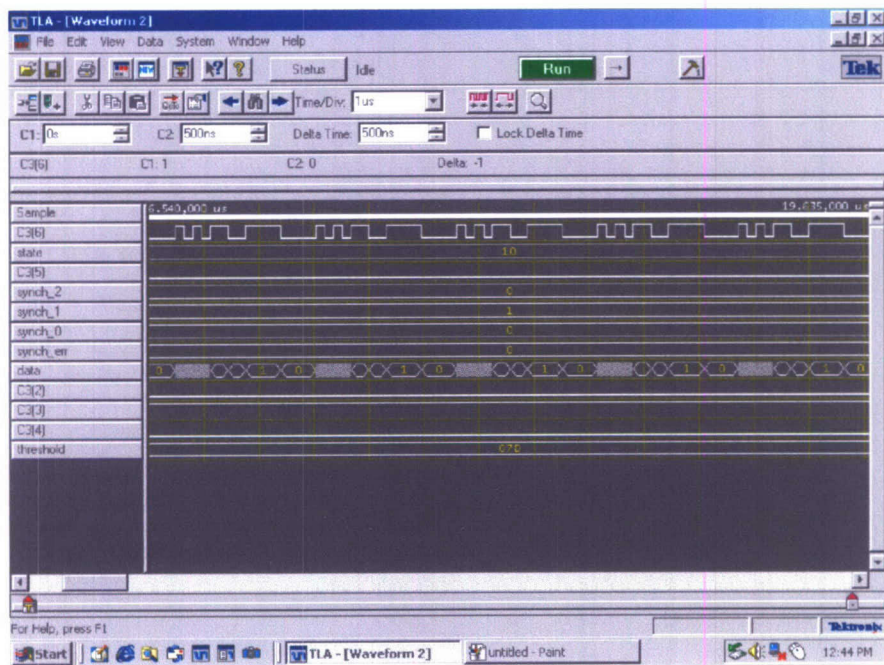 TLA - [Waveform 2]
File Edit View Data System Window Help
Status Idle Run Tek
Time/Div: 1us
C1: 0s C2: 500ns Delta Time: 500ns Lock Delta Time
C3[6] C1: 1 C2: 0 Delta: -1
Sample 6.540,000 us 19.635,000 us
C3[6]
state 10
C3[5]
synch_2 0
synch_1 1
synch_0 0
synch_err 0
data 0 1 0 1 0 1 0 1 0 1 0
C3[2]
C3[3]
C3[4]
threshold 07D
For Help, press F1 Tektronix
Start TLA - [Waveform 2] untitled - Paint 12:44 PM